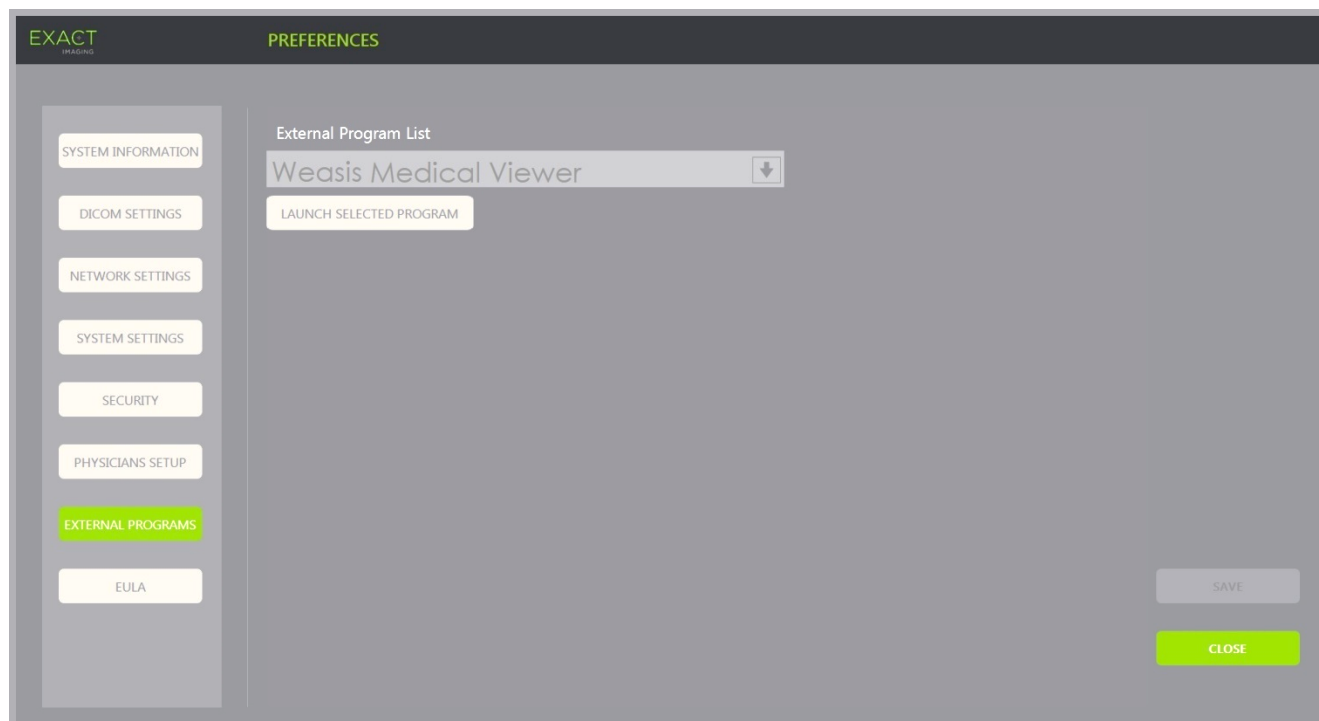 EXACT
IMAGING
PREFERENCES
SYSTEM INFORMATION
DICOM SETTINGS
NETWORK SETTINGS
SYSTEM SETTINGS
SECURITY
PHYSICIANS SETUP
EXTERNAL PROGRAMS
EULA
External Program List
Weasis Medical Viewer
LAUNCH SELECTED PROGRAM
SAVE
CLOSE